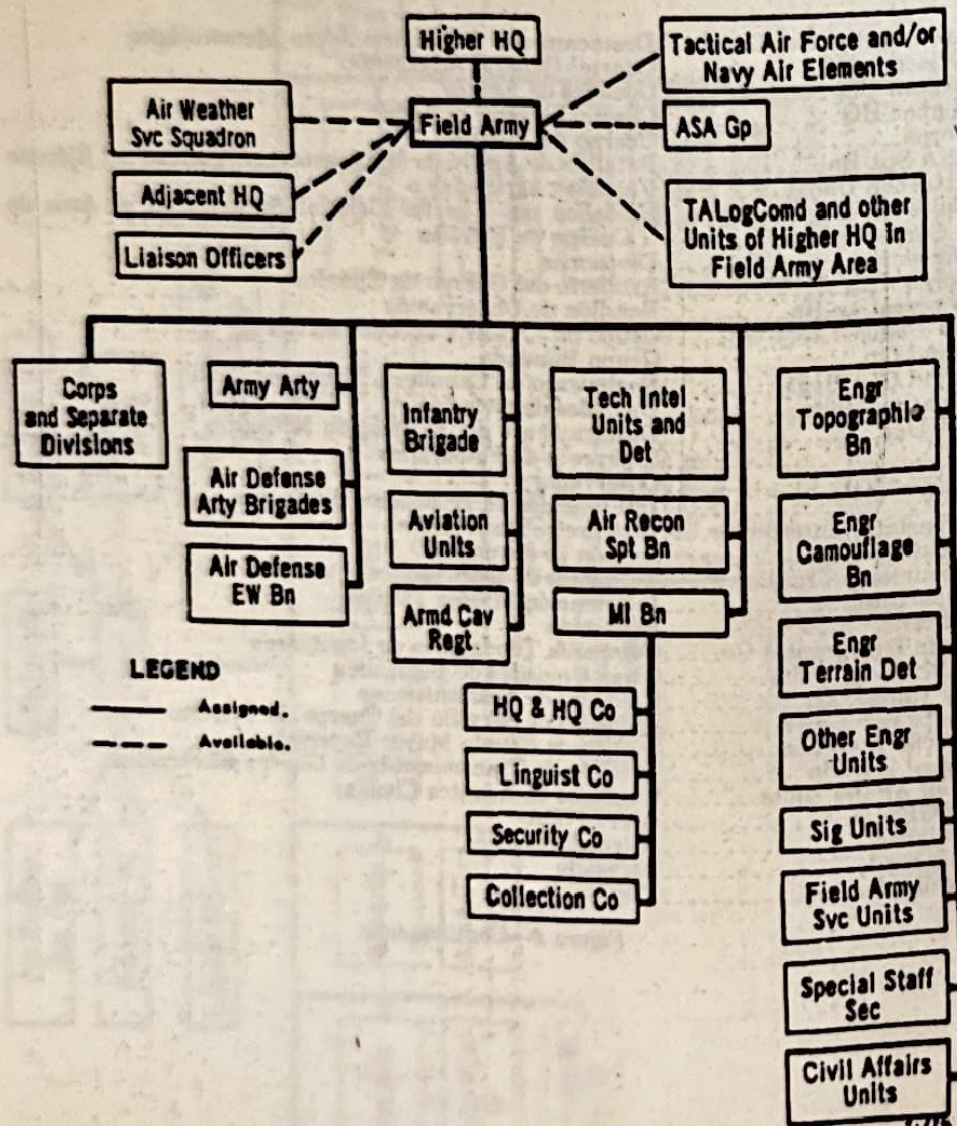 Higher HQ
Tactical Air Force and/or
Navy Air Elements
Air Weather
Svc Squadron
Field Army
ASA Gp
Adjacent HQ
TALogComd and other
Units of Higher HQ in
Field Army Area
Liaison Officers
Corps
and Separate
Divisions
Army Arty
Air Defense
Arty Brigades
Air Defense
EW Bn
Infantry
Brigade
Aviation
Units
Armd Cav
Regt
Tech Intel
Units and
Det
Air Recon
Spt Bn
MI Bn
HQ & HQ Co
Linguist Co
Security Co
Collection Co
Engr
Topographic
Bn
Engr
Camouflage
Bn
Engr
Terrain Det
Other Engr
Units
Sig Units
Field Army
Svc Units
Special Staff
Sec
Civil Affairs
Units
LEGEND
Assigned.
Available.